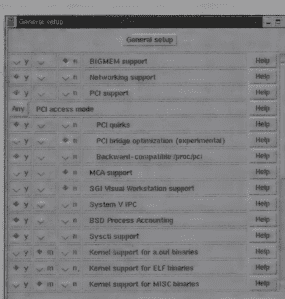 General setup
General setup
y n BIGMEM support Help
y n Networking support Help
y n PCI support Help
Any PCI access mode Help
y n PCI quirks Help
y n PCI bridge optimization (experimental) Help
y n Backward-compatible /proc/pci Help
y n MCA support Help
y n SGI Visual Workstation support Help
y n System V IPC Help
y n BSD Process Accounting Help
y n Sysctl support Help
y m n Kernel support for a.out binaries Help
y m n Kernel support for ELF binaries Help
y m n Kernel support for MISC binaries Help